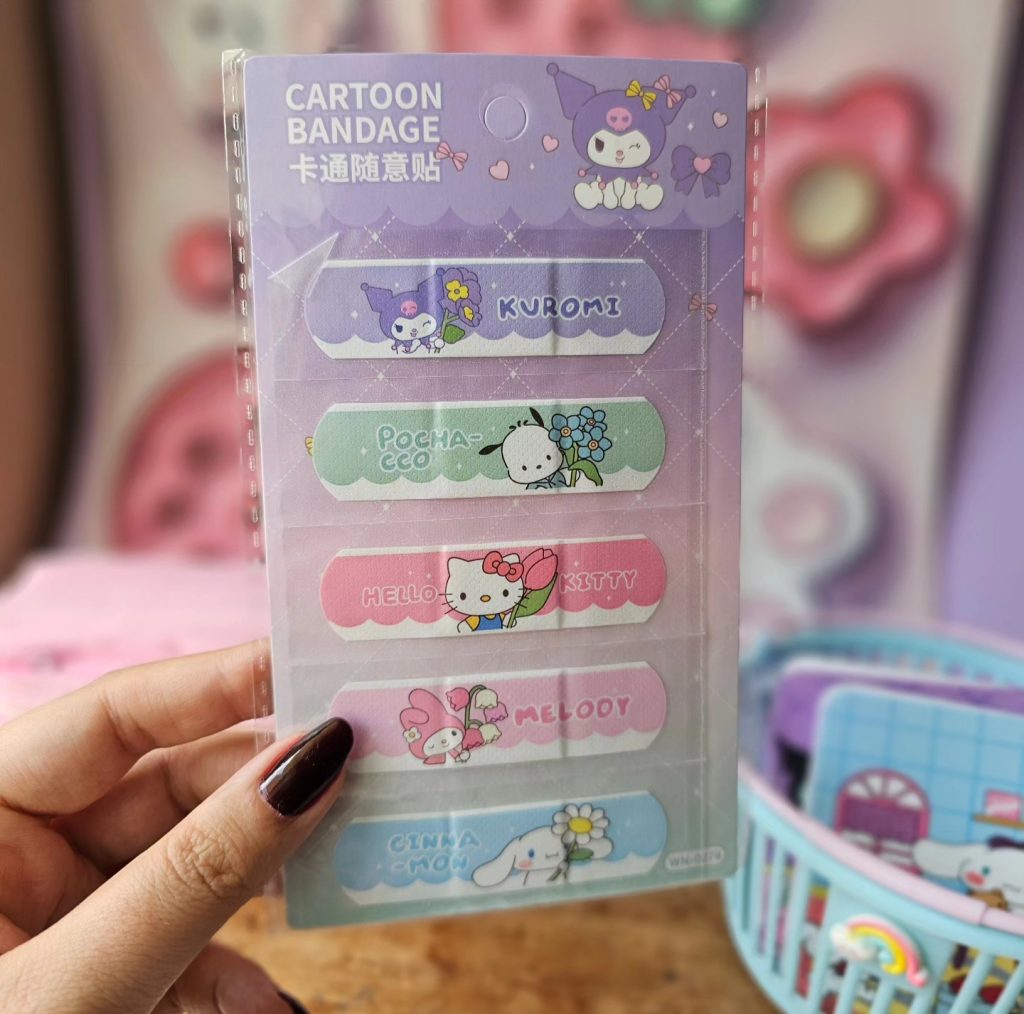 CARTOON
BANDAGE
卡通随意贴
KUROMI
POCHA-
CCO
HELLO KITTY
MELODY
CINNA
-MON